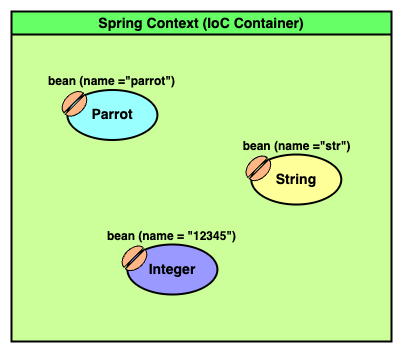 Spring Context (IoC Container)
bean (name ="parrot")
Parrot
bean (name ="str")
String
bean (name = "12345")
Integer